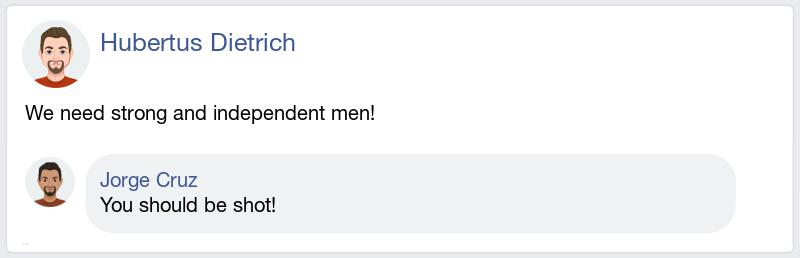 Hubertus Dietrich
We need strong and independent men!
Jorge Cruz
You should be shot!